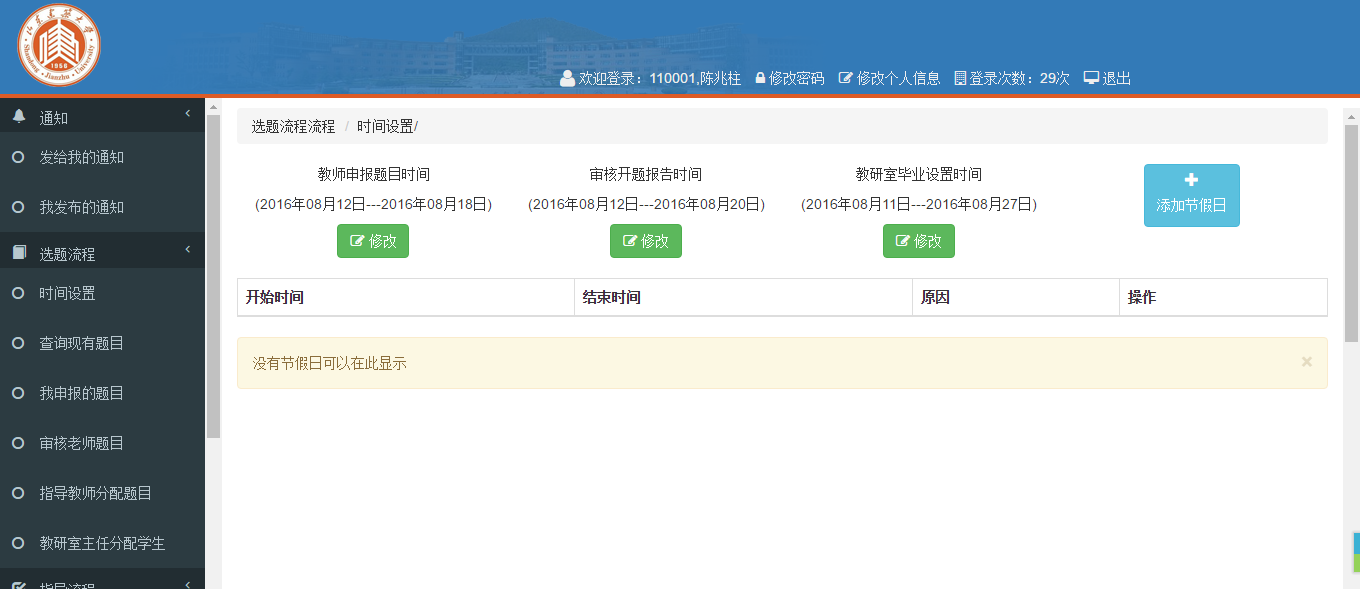 山东建筑大学
Shandong Jianzhu University
1956
欢迎登录：110001,陈兆柱 修改密码 修改个人信息 登录次数：29次 退出
通知
发给我的通知
我发布的通知
选题流程
时间设置
查询现有题目
我申报的题目
审核老师题目
指导教师分配题目
教研室主任分配学生
指导流程
选题流程流程 / 时间设置/
教师申报题目时间
(2016年08月12日---2016年08月18日)
修改
审核开题报告时间
(2016年08月12日---2016年08月20日)
修改
教研室毕业设置时间
(2016年08月11日---2016年08月27日)
修改
添加节假日
开始时间 结束时间 原因 操作
没有节假日可以在此显示 ×